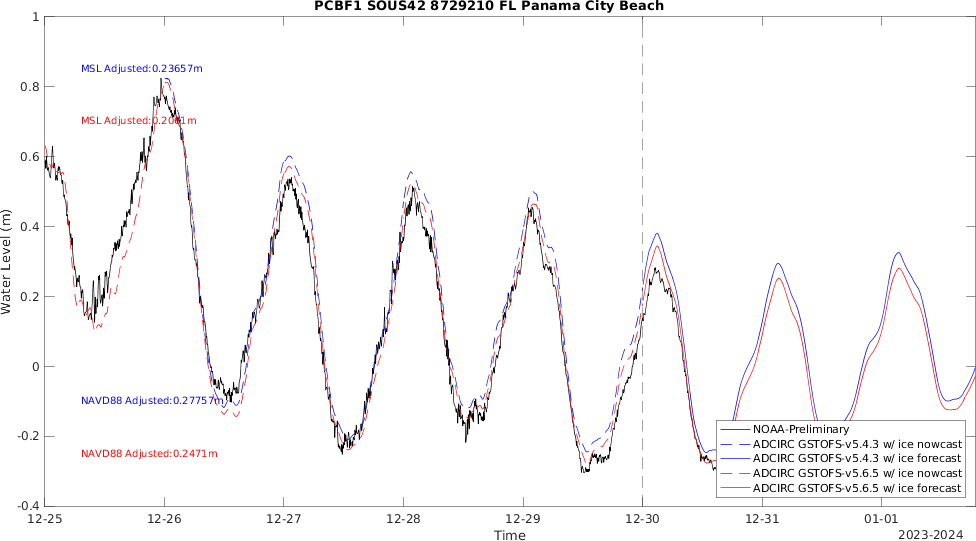 PCBF1 SOUS42 8729210 FL Panama City Beach
1
0.8
0.6
0.4
0.2
0
-0.2
-0.4
Water Level (m)
MSL Adjusted:0.23657m
MSL Adjusted:0.2061m
NAVD88 Adjusted:0.27757m
NAVD88 Adjusted:0.2471m
NOAA-Preliminary
ADCIRC GSTOFS-v5.4.3 w/ ice nowcast
ADCIRC GSTOFS-v5.4.3 w/ ice forecast
ADCIRC GSTOFS-v5.6.5 w/ ice nowcast
ADCIRC GSTOFS-v5.6.5 w/ ice forecast
12-25 12-26 12-27 12-28 12-29 12-30 12-31 01-01
Time
2023-2024